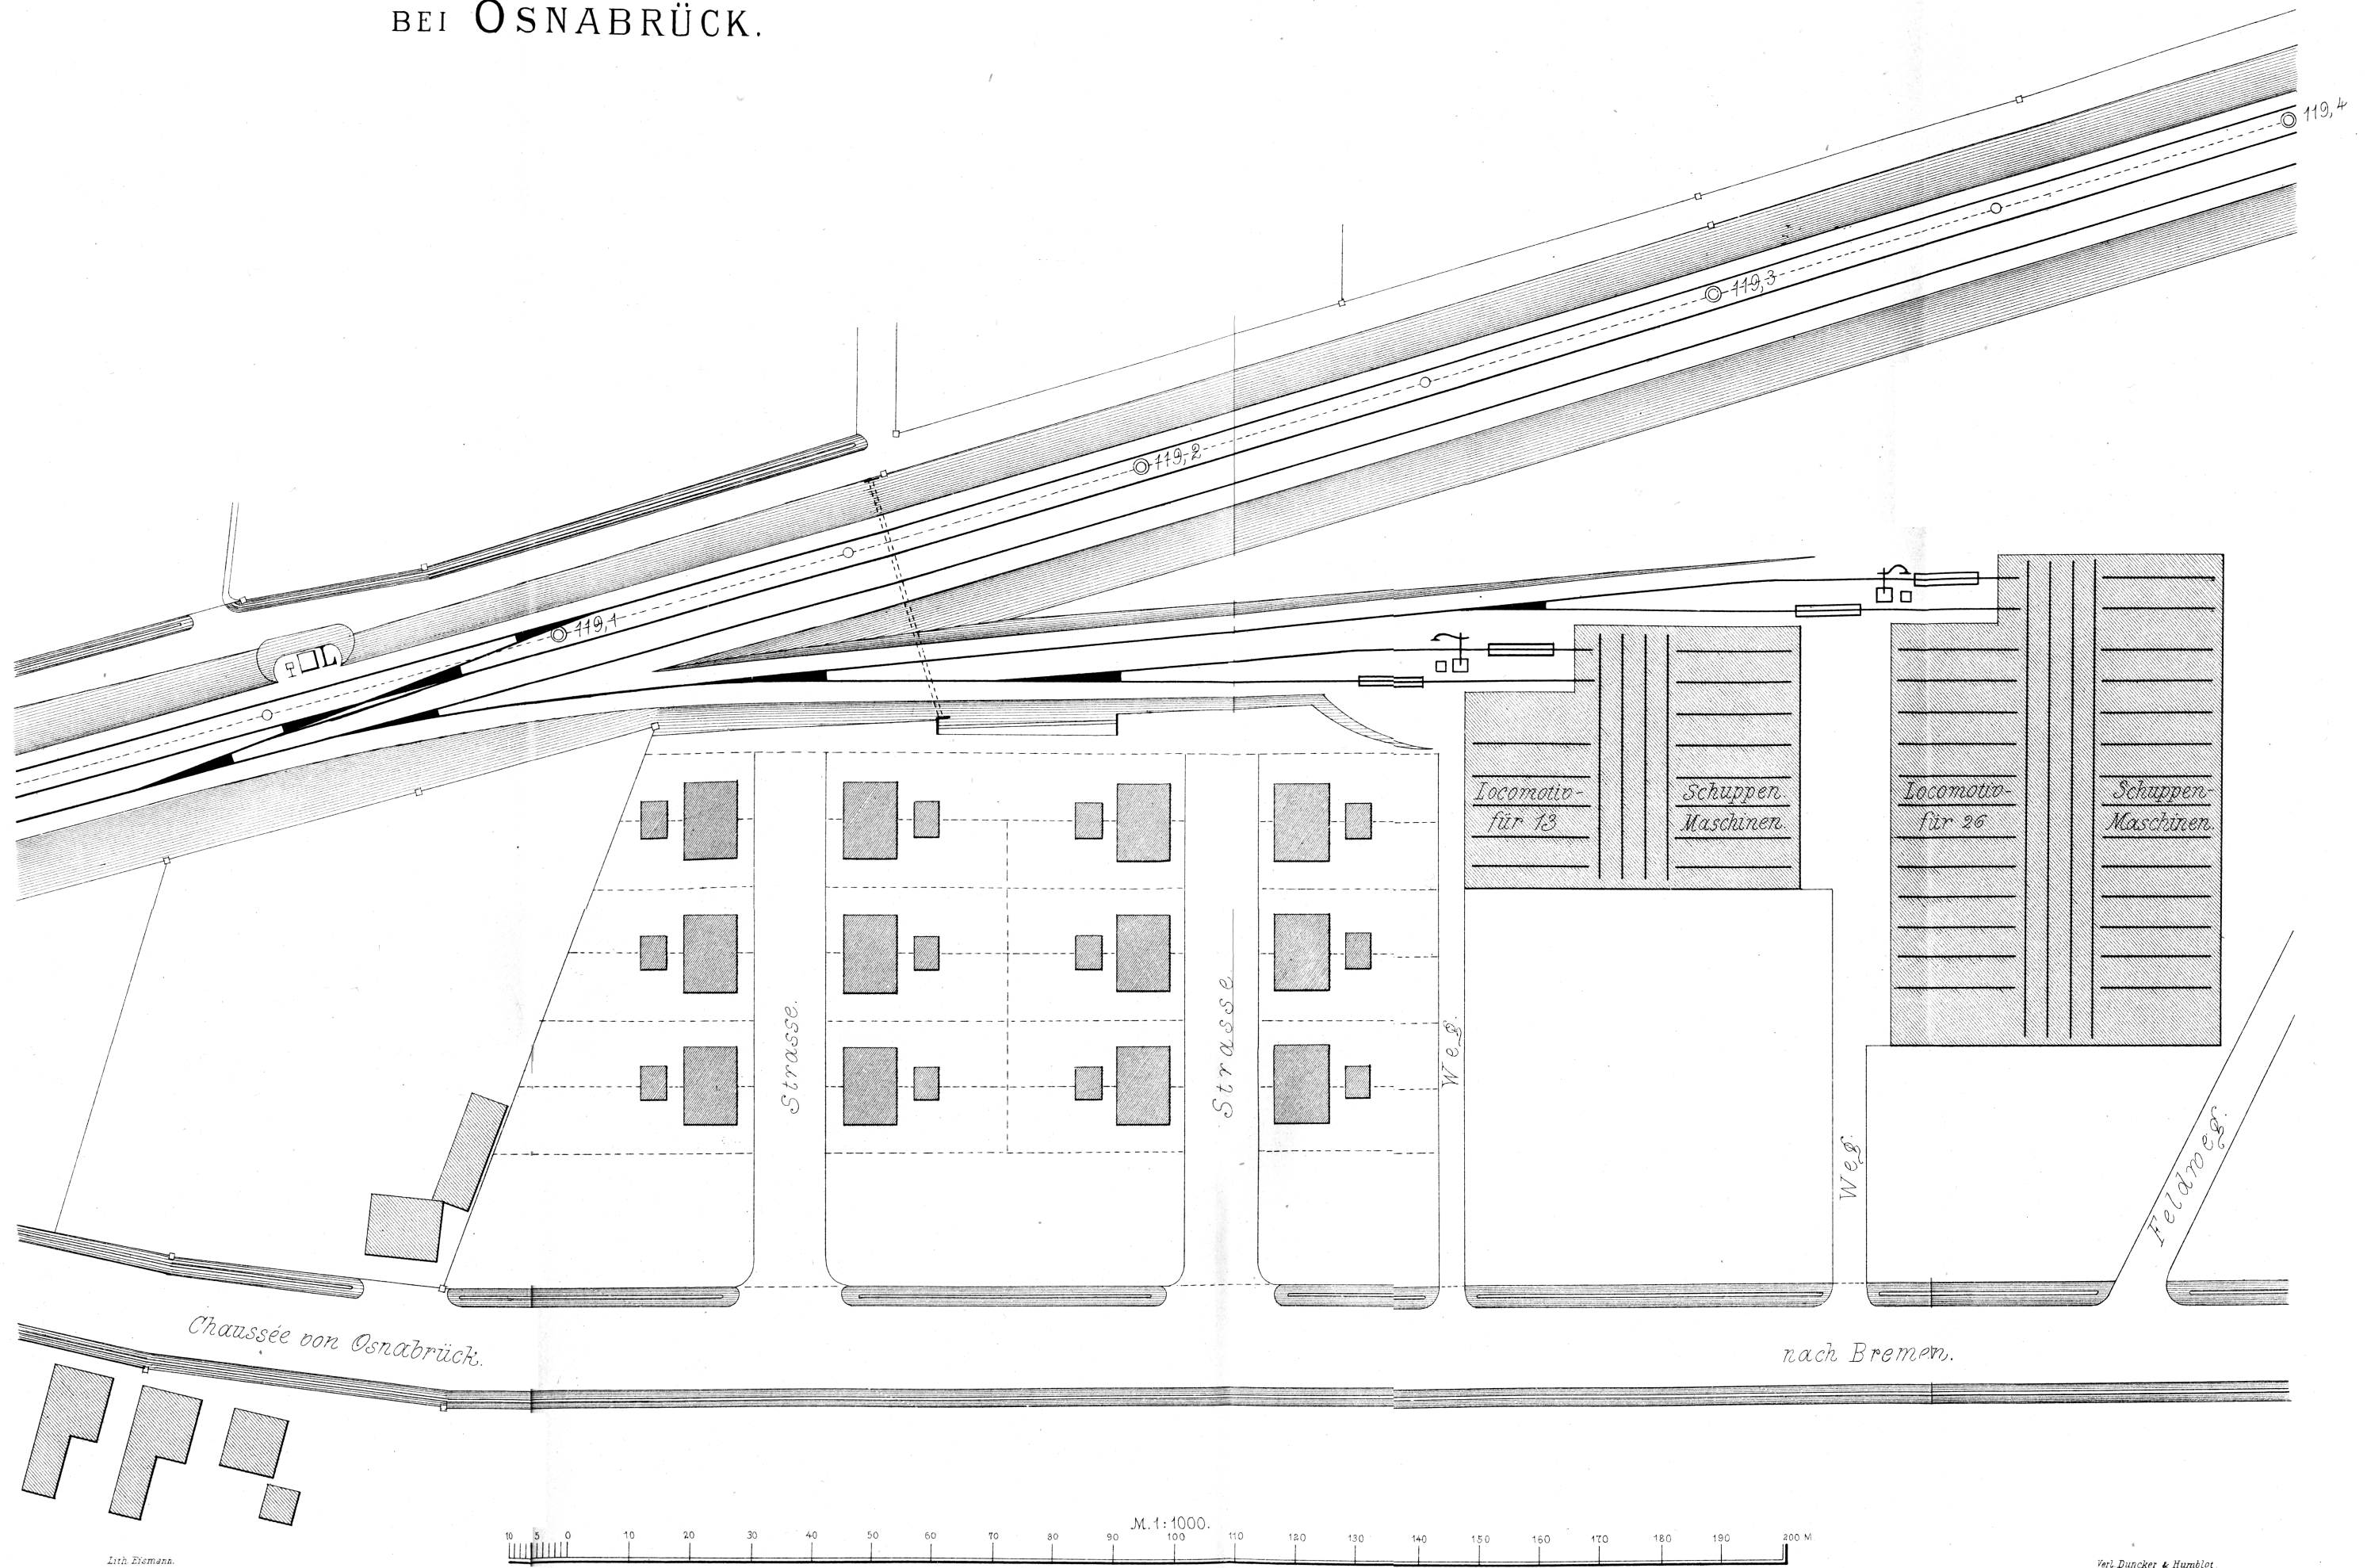 BEI OSNABRÜCK.
119,4
119,3
119,2
119,1
Locomotiv-
für 13
Schuppen.
Maschinen.
Locomotiv-
für 26
Schuppen-
Maschinen.
Strasse.
Strasse
Weg.
Weg.
Feldweg.
Chaussée von Osnabrück.
nach Bremen.
M. 1:1000.
10 5 0 10 20 30 40 50 60 70 80 90 100 110 120 130 140 150 160 170 180 190 200 M
Lith. Eismann.
Verl. Duncker & Humblot.